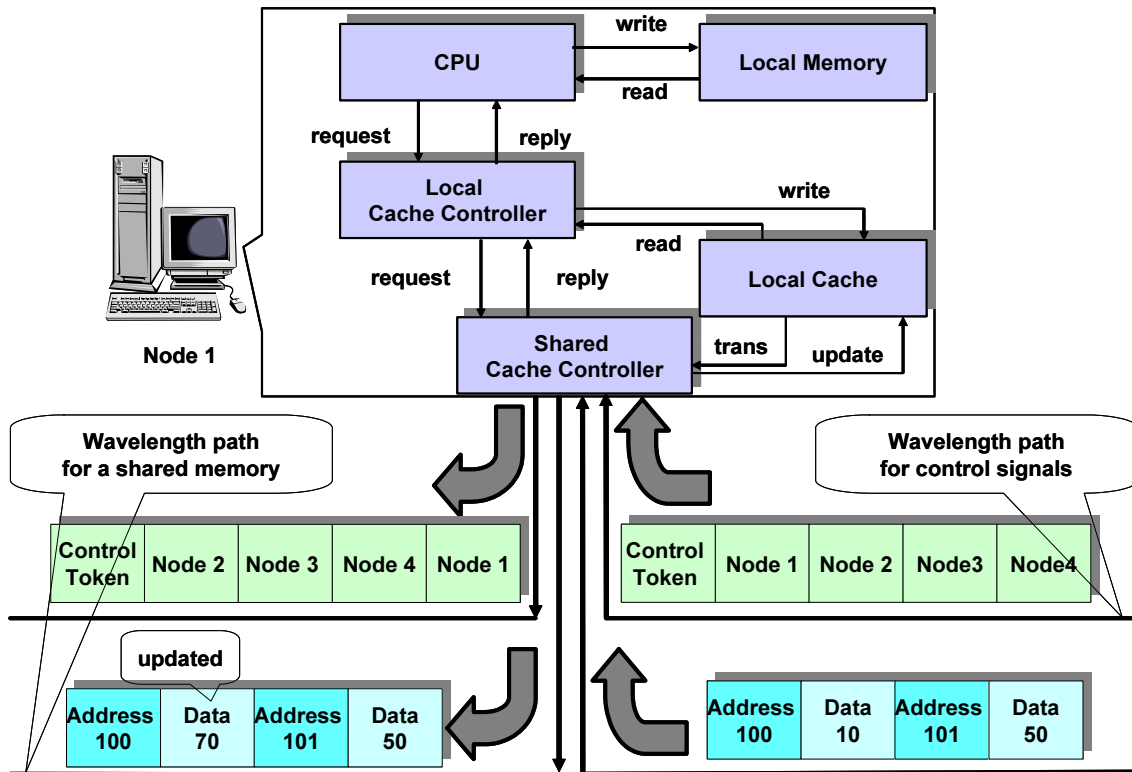 write
CPU
Local Memory
read
request
reply
Local
Cache Controller
write
read
request
reply
Local Cache
Node 1
Shared
Cache Controller
trans
update
Wavelength path
for a shared memory
Wavelength path
for control signals
Control
Token
Node 2
Node 3
Node 4
Node 1
Control
Token
Node 1
Node 2
Node3
Node4
updated
Address
100
Data
70
Address
101
Data
50
Address
100
Data
10
Address
101
Data
50